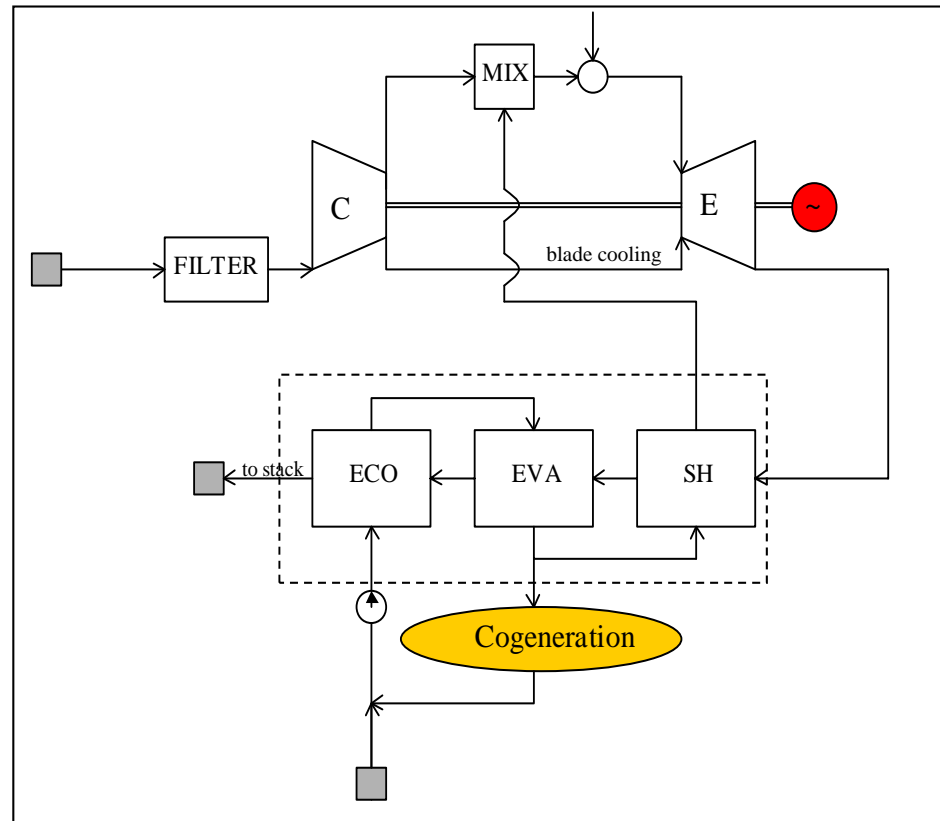 MIX
C
E
~
FILTER
blade cooling
to stack
ECO
EVA
SH
Cogeneration